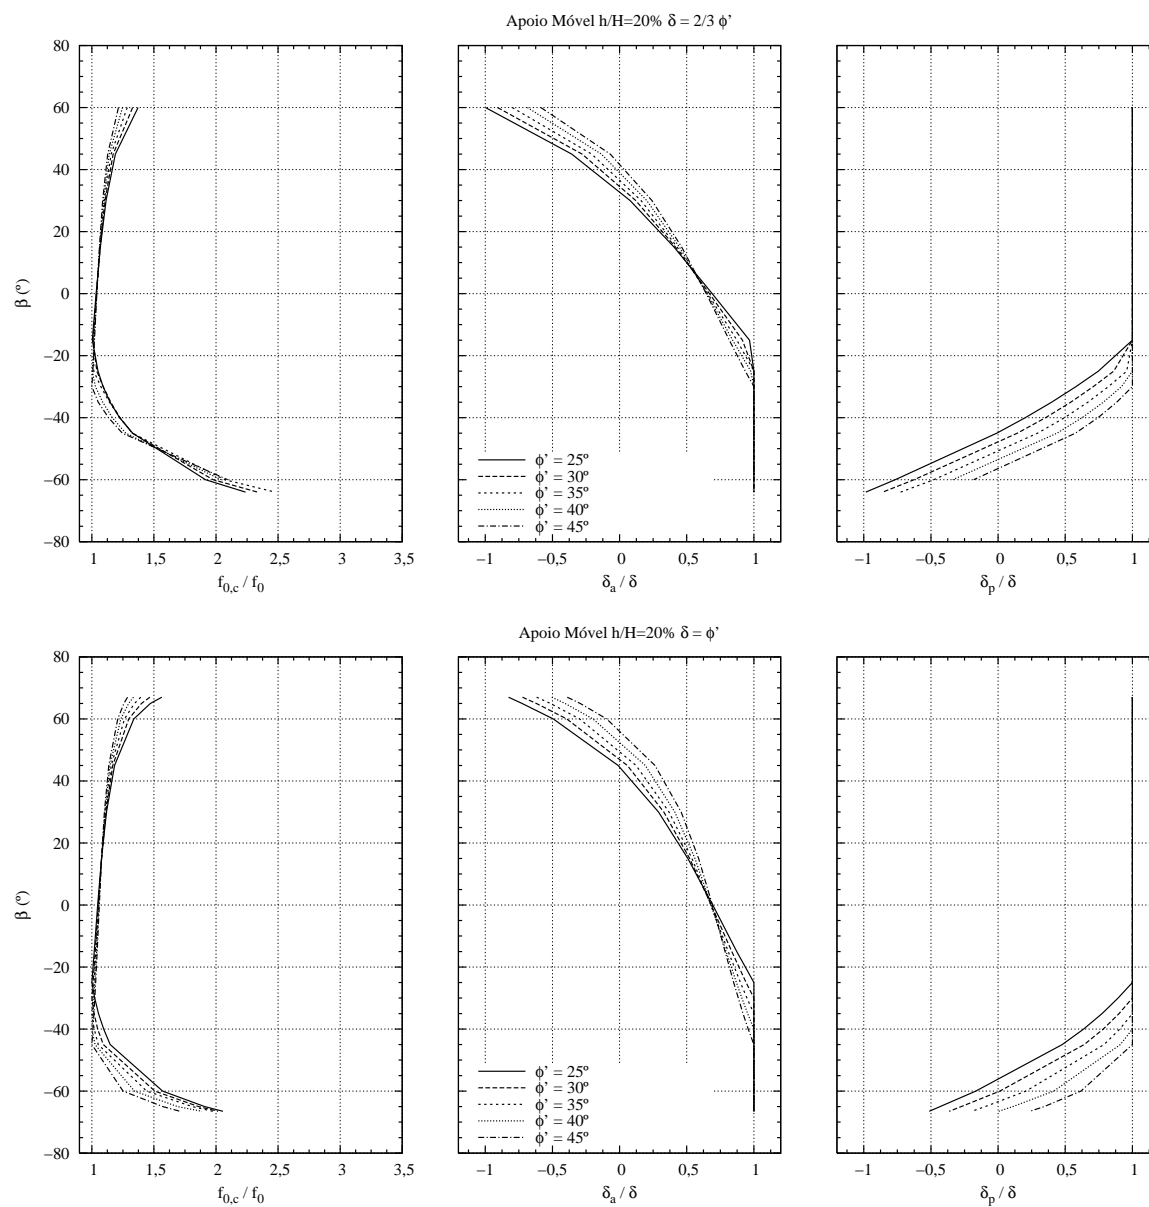 Apoio Móvel h/H=20% δ = 2/3 ϕ’
80
60
40
20
0
−20
−40
−60
−80
β (º)
1 1,5 2 2,5 3 3,5
f0,c / f0
ϕ’ = 25º
ϕ’ = 30º
ϕ’ = 35º
ϕ’ = 40º
ϕ’ = 45º
−1 −0,5 0 0,5 1
δa / δ
−1 −0,5 0 0,5 1
δp / δ
Apoio Móvel h/H=20% δ = ϕ’
80
60
40
20
0
−20
−40
−60
−80
β (º)
1 1,5 2 2,5 3 3,5
f0,c / f0
ϕ’ = 25º
ϕ’ = 30º
ϕ’ = 35º
ϕ’ = 40º
ϕ’ = 45º
−1 −0,5 0 0,5 1
δa / δ
−1 −0,5 0 0,5 1
δp / δ